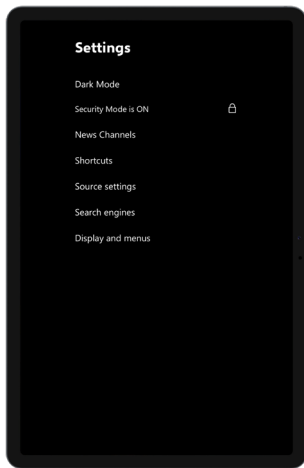 Settings
Dark Mode
Security Mode is ON
News Channels
Shortcuts
Source settings
Search engines
Display and menus